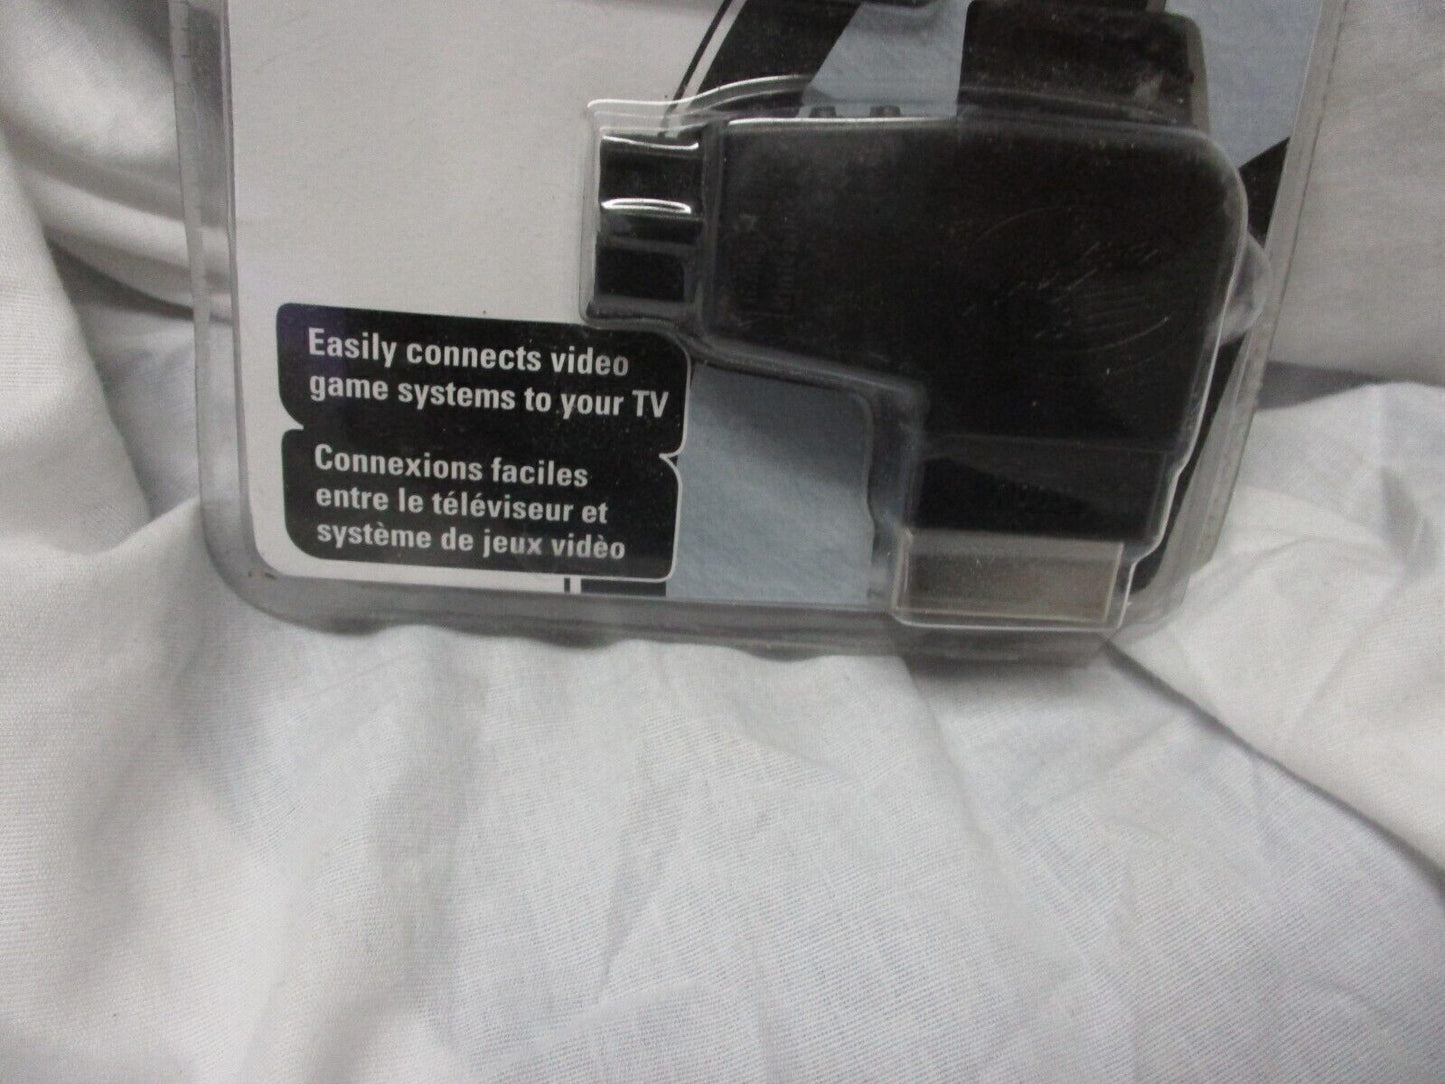 Easily connects video
game systems to your TV
Connexions faciles
entre le téléviseur et
système de jeux vidèo